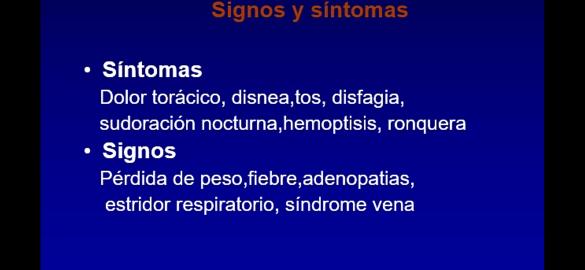 Signos y síntomas
• Síntomas
Dolor torácico, disnea,tos, disfagia,
sudoración nocturna,hemoptisis, ronquera
• Signos
Pérdida de peso,fiebre,adenopatias,
estridor respiratorio, síndrome vena